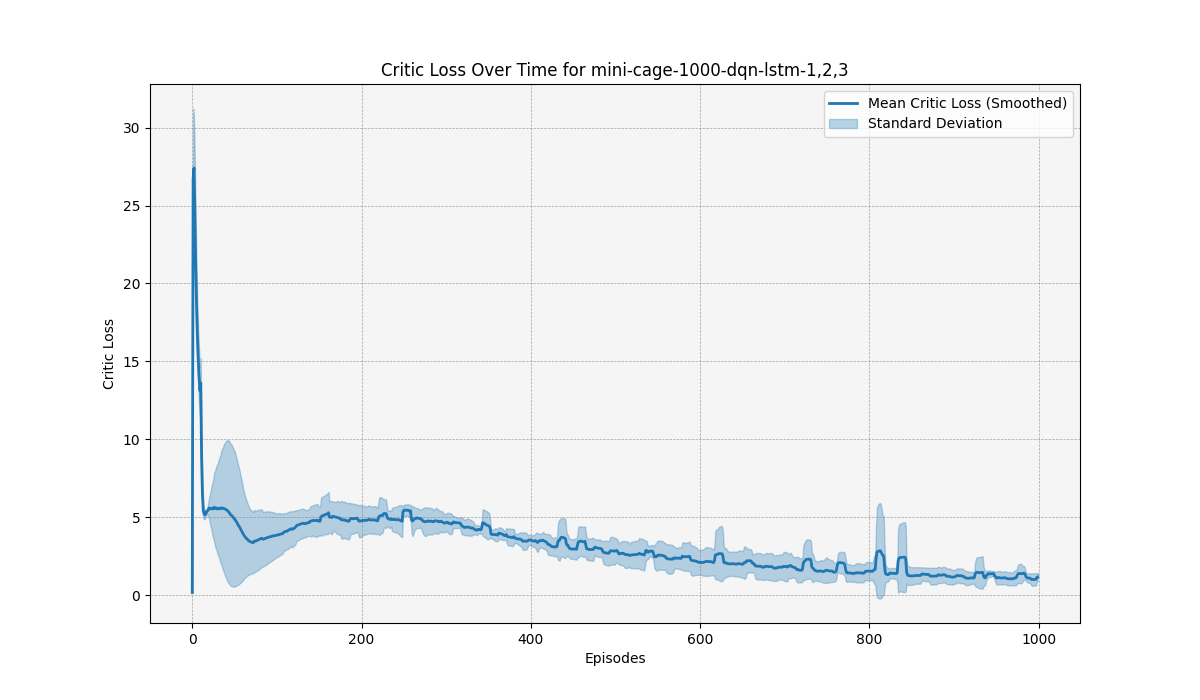 Critic Loss Over Time for mini-cage-1000-dqn-lstm-1,2,3
Mean Critic Loss (Smoothed)
Standard Deviation
30
25
20
15
10
5
0
Critic Loss
0 200 400 600 800 1000
Episodes